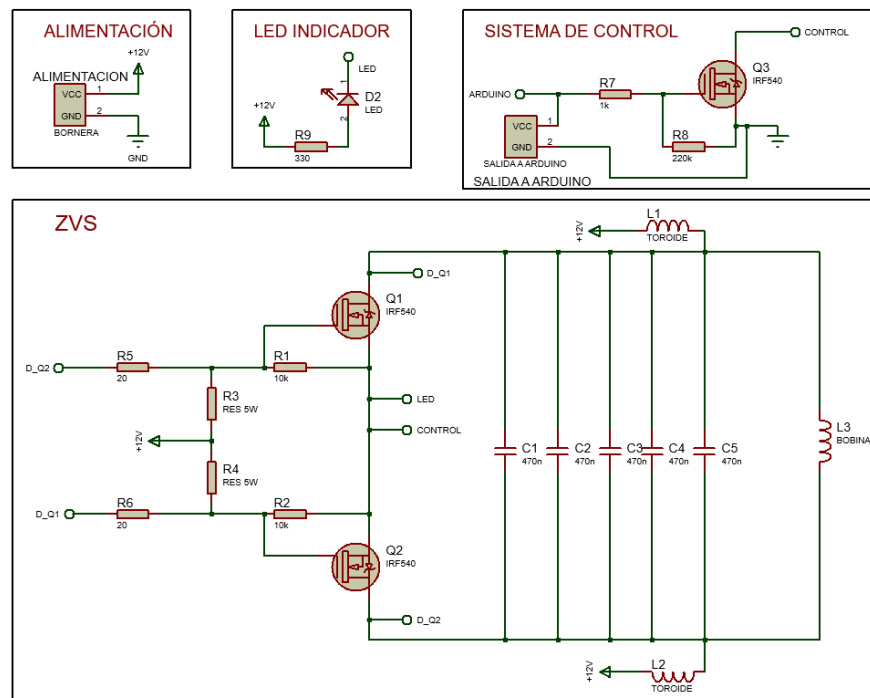 ALIMENTACIÓN
+12V
ALIMENTACION
VCC
1
GND
2
BORNERA
GND
LED INDICADOR
LED
1
+12V
D2
LED
2
R9
330
SISTEMA DE CONTROL
CONTROL
Q3
IRF540
R7
ARDUINO
1k
VCC
1
GND
2
R8
220k
SALIDA A ARDUINO
SALIDA A ARDUINO
ZVS
L1
+12V
TOROIDE
D_Q1
Q1
IRF540
R5
R1
D_Q2
20
10k
R3
RES 5W
LED
+12V
CONTROL
R4
RES 5W
C1
470n
C2
470n
C3
470n
C4
470n
C5
470n
L3
BOBINA
R6
R2
D_Q1
20
10k
Q2
IRF540
D_Q2
L2
+12V
TOROIDE